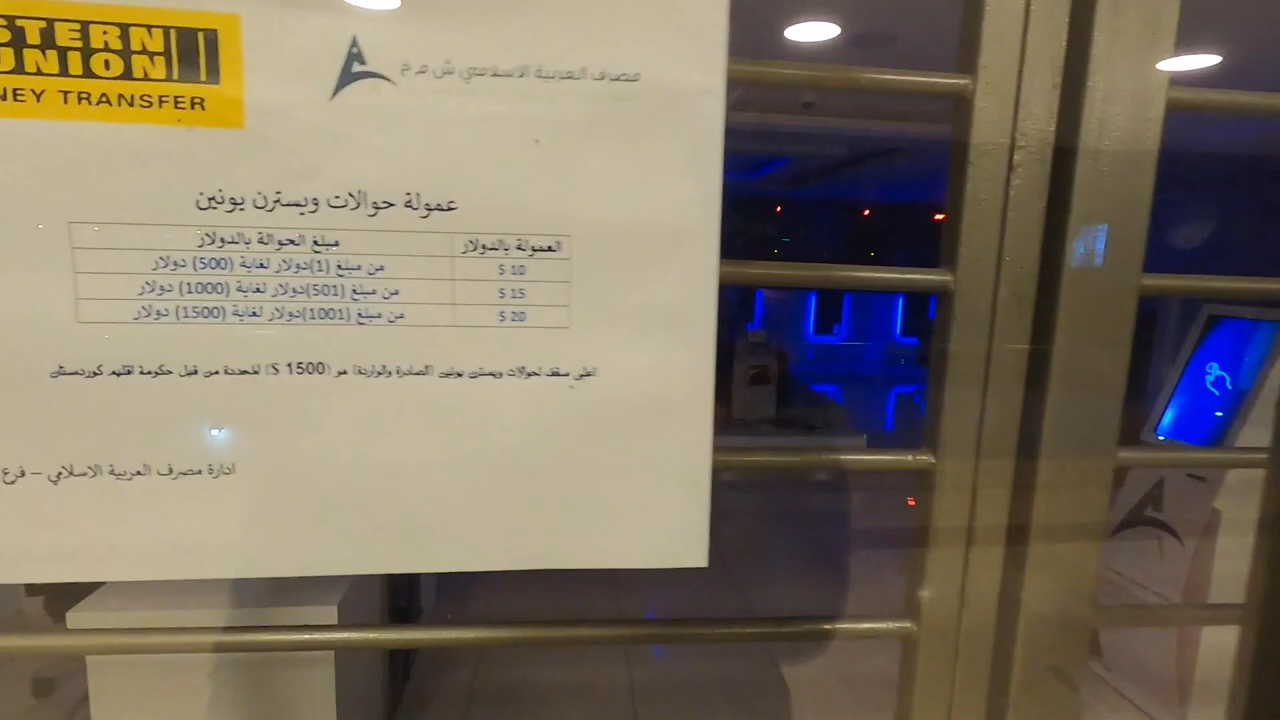 STERN
UNION
NEY TRANSFER
مصرف العربية الاسلامي ش م خ
عمولة حوالات ويسترن يونين
العمولة بالدولار مبلغ الحوالة بالدولار
10 $ من مبلغ (1)دولار لغاية (500) دولار
15 $ من مبلغ (501)دولار لغاية (1000) دولار
20 $ من مبلغ (1001)دولار لغاية (1500) دولار
اعلى سقف لحوالات ويسترن يونين (الصادرة والواردة) هو (1500 $) المحددة من قبل حكومة اقليم كوردستان
ادارة مصرف العربية الاسلامي – فرع